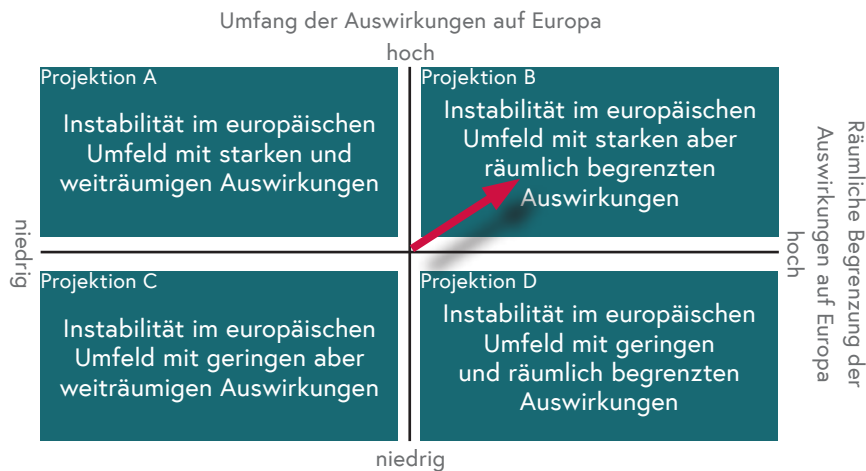 Umfang der Auswirkungen auf Europa
hoch
Projektion A
Instabilität im europäischen
Umfeld mit starken und
weiträumigen Auswirkungen
Projektion B
Instabilität im europäischen
Umfeld mit starken aber
räumlich begrenzten
Auswirkungen
niedrig
hoch
Räumliche Begrenzung der
Auswirkungen auf Europa
Projektion C
Instabilität im europäischen
Umfeld mit geringen aber
weiträumigen Auswirkungen
Projektion D
Instabilität im europäischen
Umfeld mit geringen
und räumlich begrenzten
Auswirkungen
niedrig